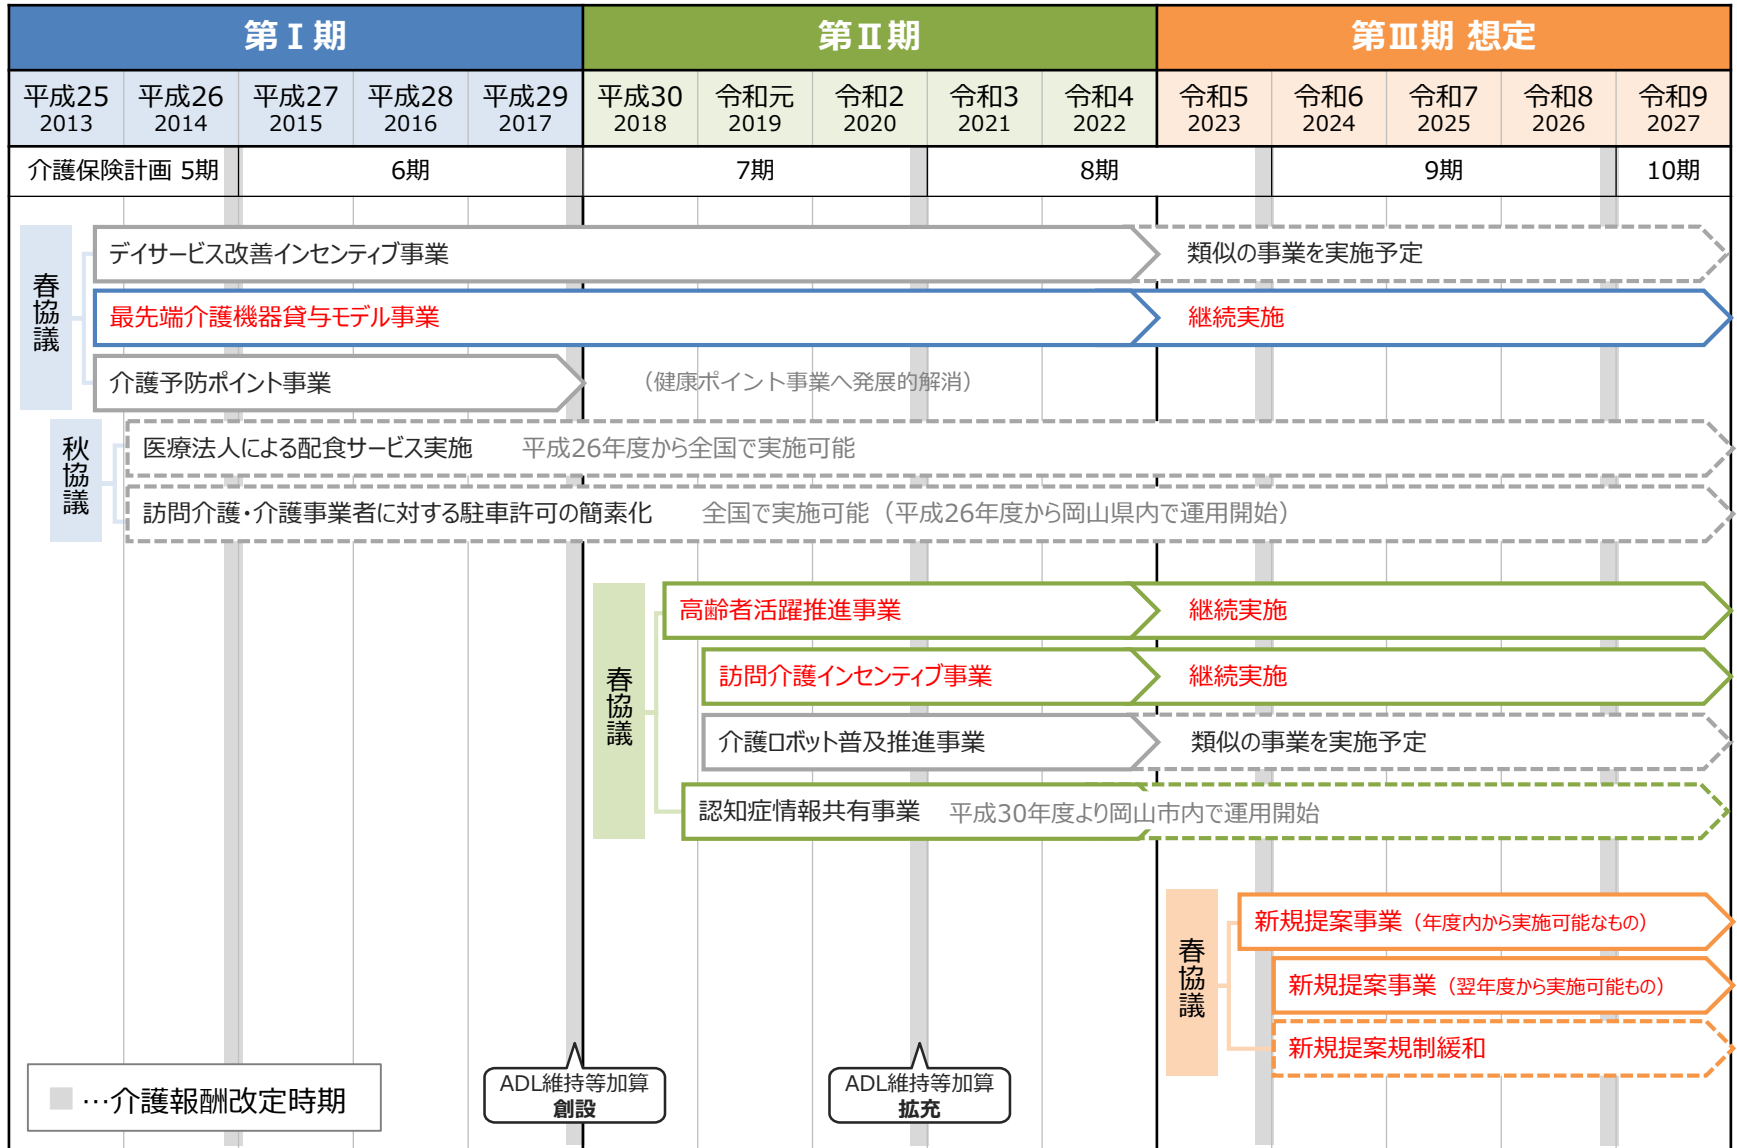 第Ⅰ期
第Ⅱ期
第Ⅲ期 想定
平成25 平成26 平成27 平成28 平成29 平成30 令和元 令和2 令和3 令和4 令和5 令和6 令和7 令和8 令和9
2013 2014 2015 2016 2017 2018 2019 2020 2021 2022 2023 2024 2025 2026 2027
介護保険計画 5期 6期 7期 8期 9期 10期
春協議
デイサービス改善インセンティブ事業 類似の事業を実施予定
最先端介護機器貸与モデル事業 継続実施
介護予防ポイント事業 （健康ポイント事業へ発展的解消）
秋協議
医療法人による配食サービス実施 平成26年度から全国で実施可能
訪問介護・介護事業者に対する駐車許可の簡素化 全国で実施可能（平成26年度から岡山県内で運用開始）
春協議
高齢者活躍推進事業 継続実施
訪問介護インセンティブ事業 継続実施
介護ロボット普及推進事業 類似の事業を実施予定
認知症情報共有事業 平成30年度より岡山市内で運用開始
春協議
新規提案事業（年度内から実施可能なもの）
新規提案事業（翌年度から実施可能もの）
新規提案規制緩和
…介護報酬改定時期
ADL維持等加算
創設
ADL維持等加算
拡充